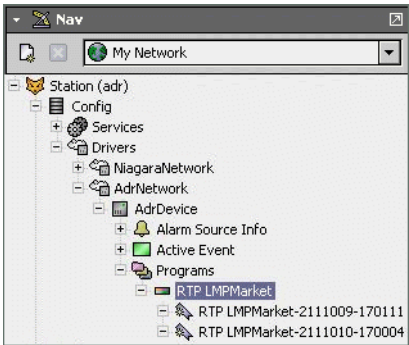 Nav
My Network
Station (adr)
Config
Services
Drivers
NiagaraNetwork
AdrNetwork
AdrDevice
Alarm Source Info
Active Event
Programs
RTP LMPMarket
RTP LMPMarket-2111009-170111
RTP LMPMarket-2111010-170004